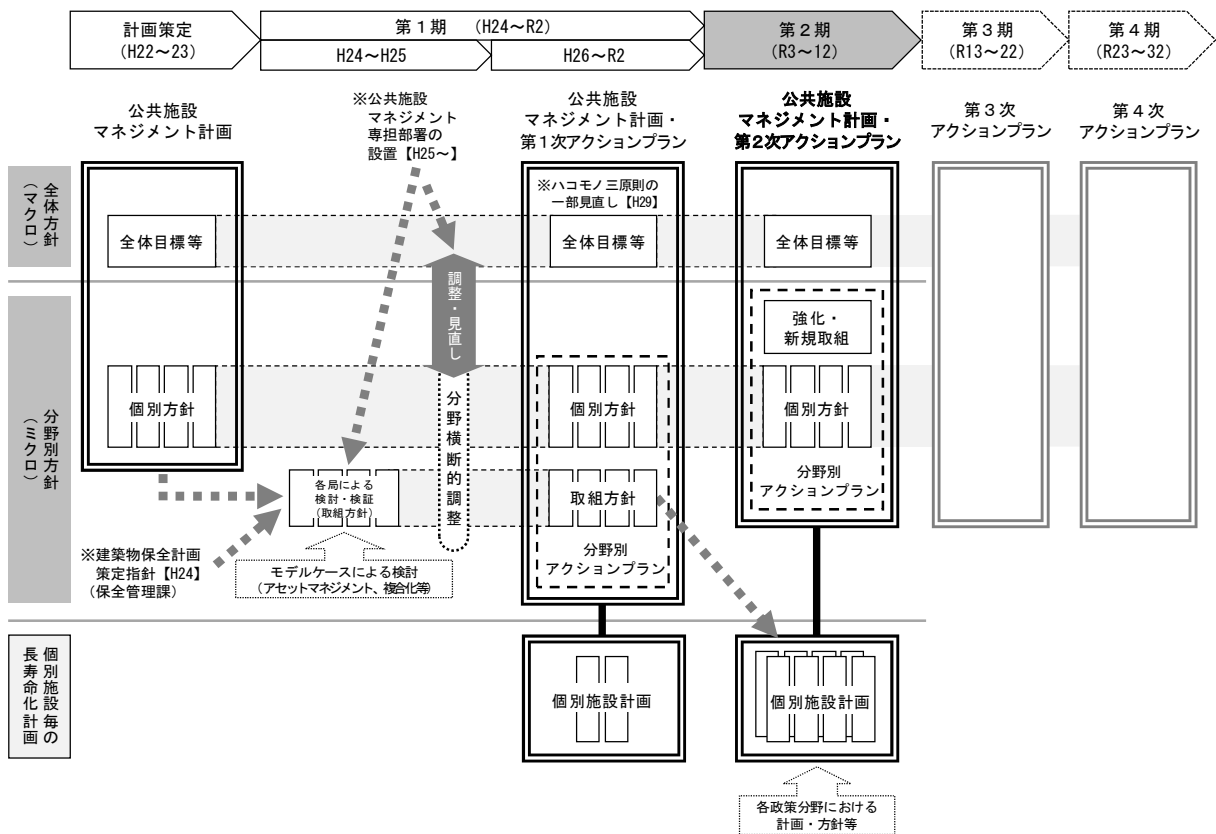 計画策定
（H22～23）
第１期　（H24～R2）
H24～H25
H26～R2
第２期
（R3～12）
第３期
（R13～22）
第４期
（R23～32）
公共施設
マネジメント計画
※公共施設
マネジメント
専担部署の
設置【H25～】
公共施設
マネジメント計画・
第１次アクションプラン
公共施設
マネジメント計画・
第２次アクションプラン
第３次
アクションプラン
第４次
アクションプラン
全体方針
（マクロ）
※ハコモノ三原則の
一部見直し【H29】
全体目標等
全体目標等
全体目標等
調整・見直し
分野横断的調整
分野別方針
（ミクロ）
強化・
新規取組
個別方針
個別方針
個別方針
各局による
検討・検証
（取組方針）
取組方針
分野別
アクションプラン
分野別
アクションプラン
※建築物保全計画
策定指針【H24】
（保全管理課）
モデルケースによる検討
（アセットマネジメント、複合化等）
個別施設毎の
長寿命化計画
個別施設計画
個別施設計画
各政策分野における
計画・方針等